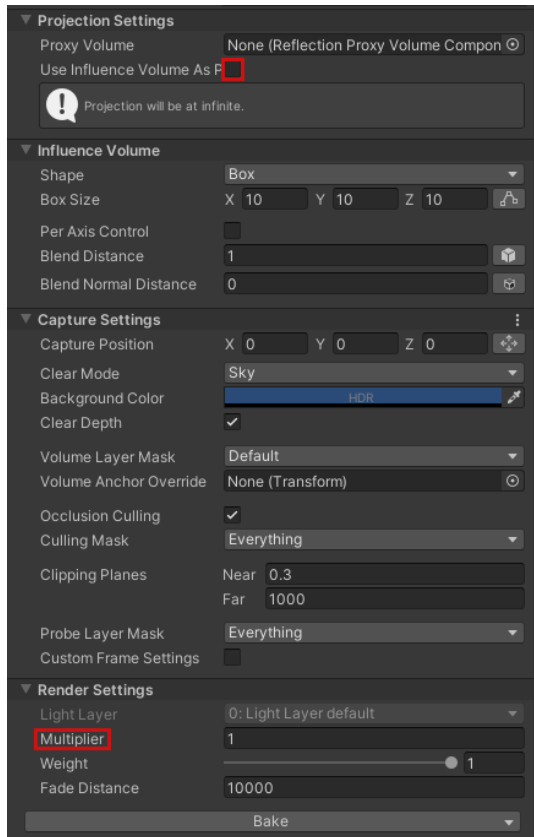 Projection Settings
Proxy Volume None (Reflection Proxy Volume Compon
Use Influence Volume As P
Projection will be at infinite.
Influence Volume
Shape Box
Box Size X 10 Y 10 Z 10
Per Axis Control
Blend Distance 1
Blend Normal Distance 0
Capture Settings
Capture Position X 0 Y 0 Z 0
Clear Mode Sky
Background Color HDR
Clear Depth
Volume Layer Mask Default
Volume Anchor Override None (Transform)
Occlusion Culling
Culling Mask Everything
Clipping Planes Near 0.3
Far 1000
Probe Layer Mask Everything
Custom Frame Settings
Render Settings
Light Layer 0: Light Layer default
Multiplier 1
Weight 1
Fade Distance 10000
Bake